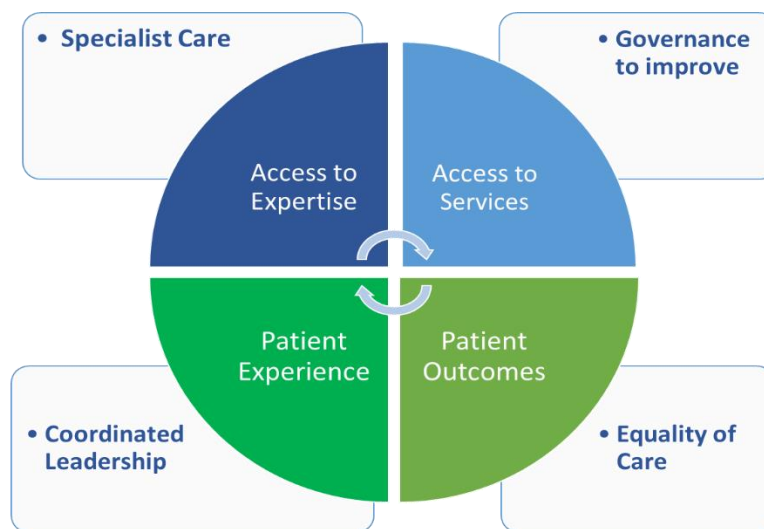 • Specialist Care
• Governance
to improve
Access to
Expertise
Access to
Services
Patient
Experience
Patient
Outcomes
• Coordinated
Leadership
• Equality of
Care